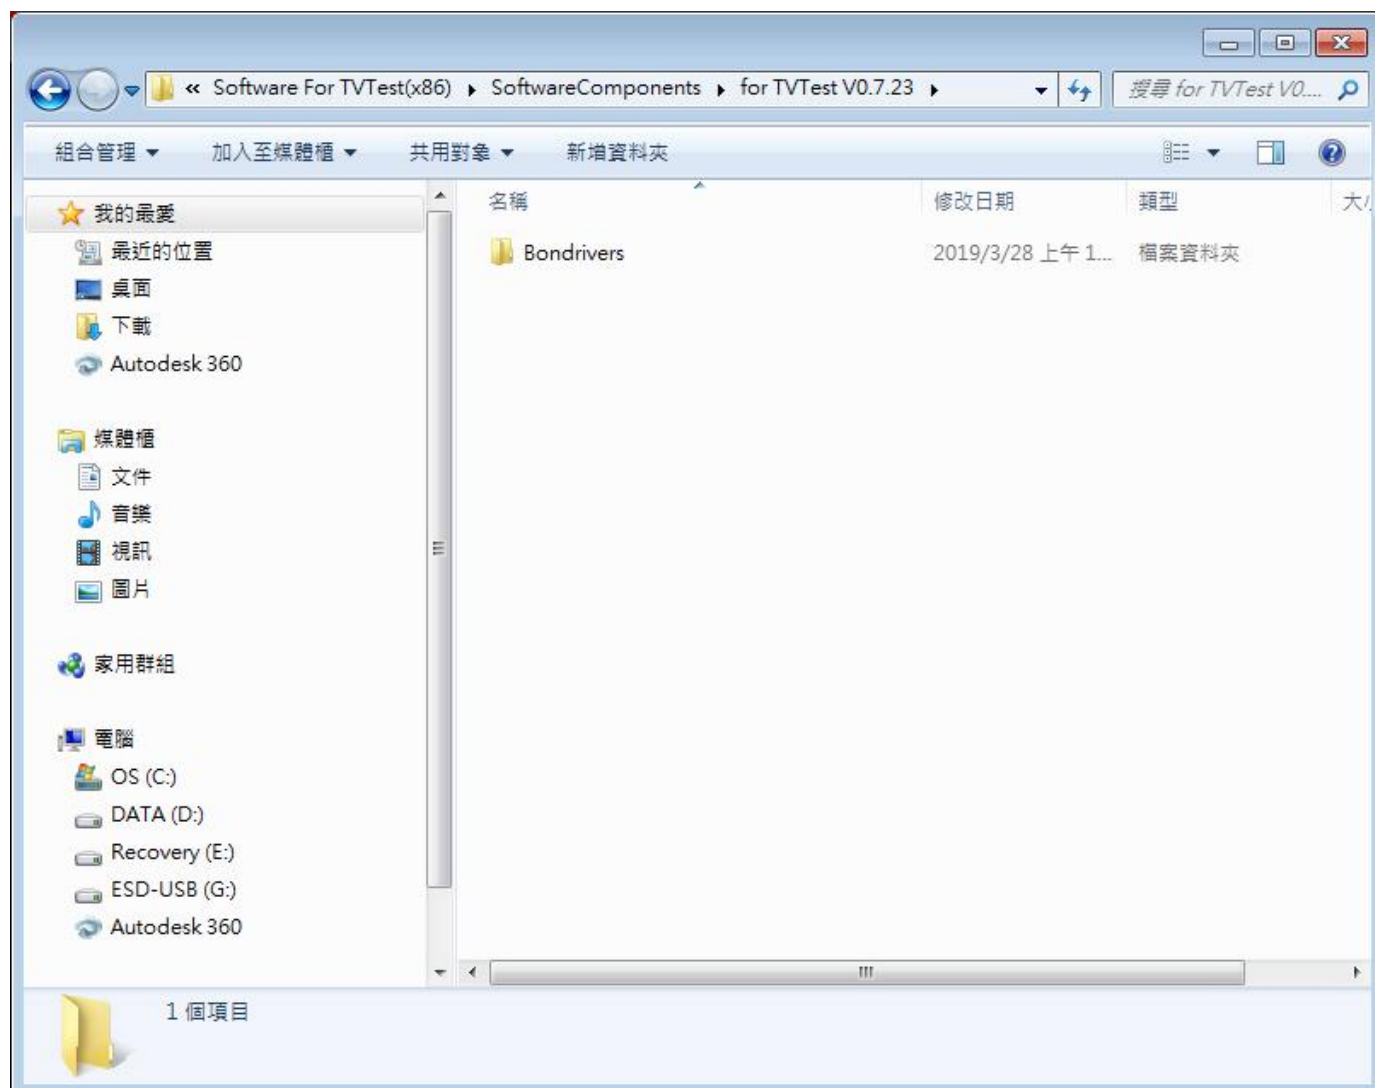 « Software For TVTest(x86) SoftwareComponents for TVTest V0.7.23 搜尋 for TVTest V0....
組合管理 加入至媒體櫃 共用對象 新增資料夾
名稱 修改日期 類型 大小
我的最愛
最近的位置
Bondrivers 2019/3/28 上午 1... 檔案資料夾
桌面
下載
Autodesk 360
媒體櫃
文件
音樂
視訊
圖片
家用群組
電腦
OS (C:)
DATA (D:)
Recovery (E:)
ESD-USB (G:)
Autodesk 360
1 個項目